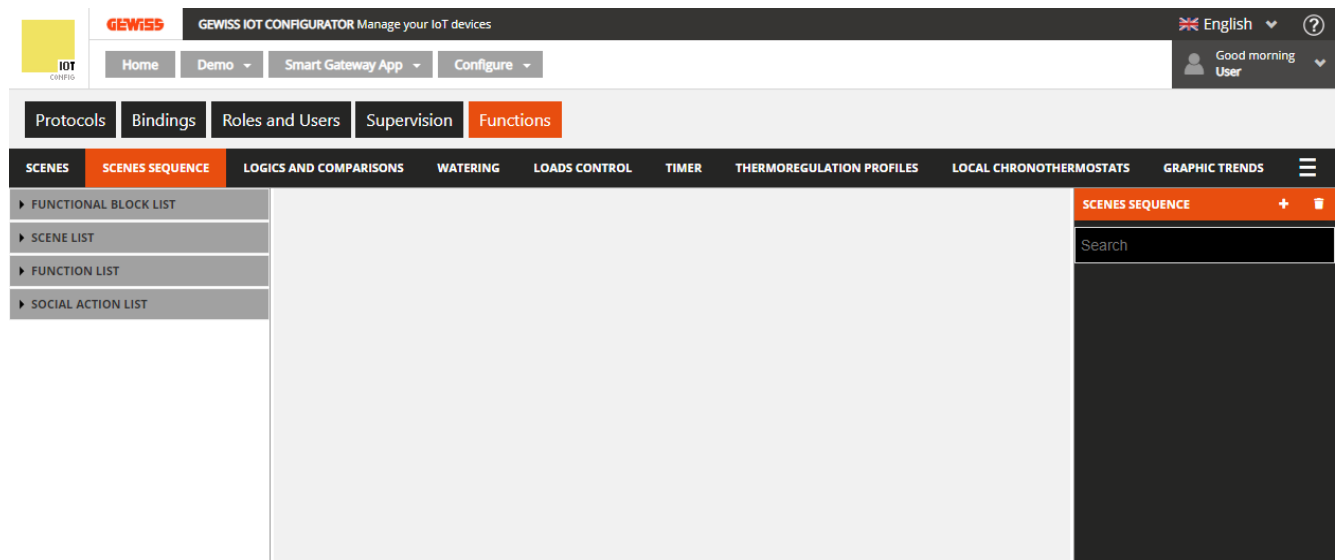 GEWISS
GEWISS IOT CONFIGURATOR Manage your IoT devices
English
?
IOT
CONFIG
Home
Demo
Smart Gateway App
Configure
Good morning
User
Protocols
Bindings
Roles and Users
Supervision
Functions
SCENES
SCENES SEQUENCE
LOGICS AND COMPARISONS
WATERING
LOADS CONTROL
TIMER
THERMOREGULATION PROFILES
LOCAL CHRONOTHERMOSTATS
GRAPHIC TRENDS
FUNCTIONAL BLOCK LIST
SCENE LIST
FUNCTION LIST
SOCIAL ACTION LIST
SCENES SEQUENCE
Search